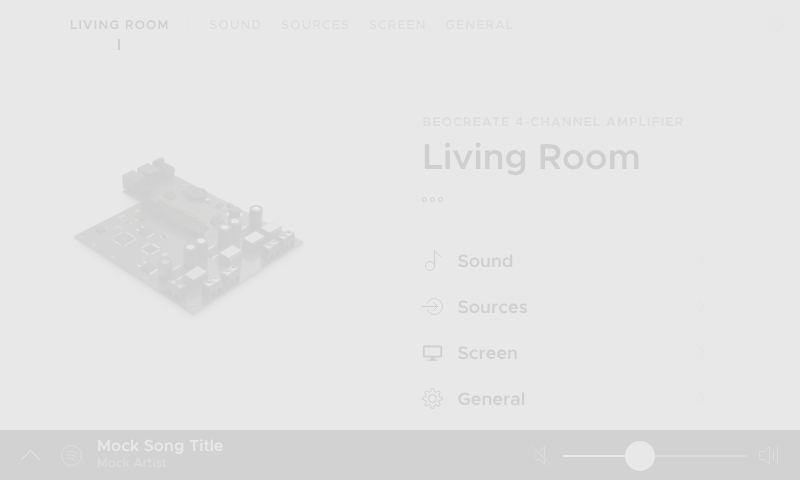 LIVING ROOM SOUND SOURCES SCREEN GENERAL
BEOCREATE 4-CHANNEL AMPLIFIER
Living Room
Sound
Sources
Screen
General
Mock Song Title
Mock Artist